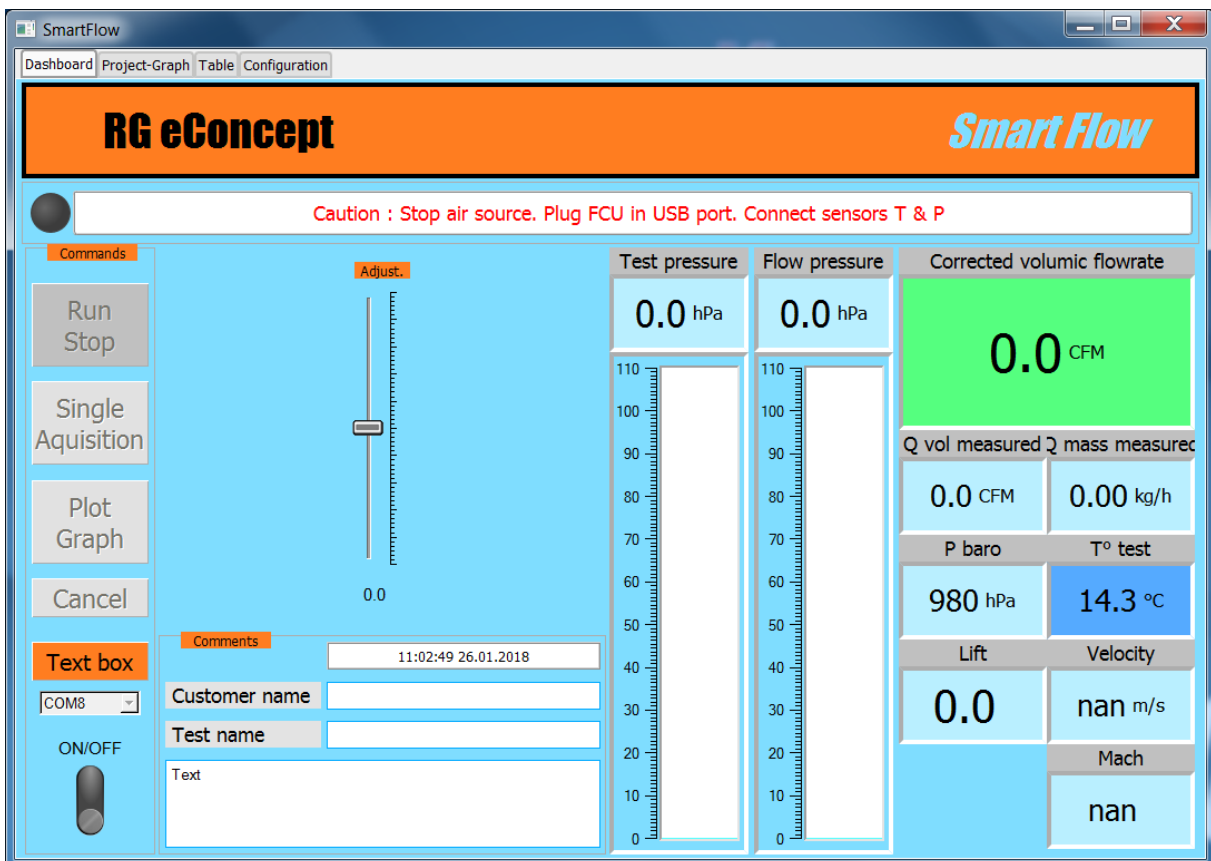 SmartFlow
Dashboard Project-Graph Table Configuration
RG eConcept
Smart Flow
Caution : Stop air source. Plug FCU in USB port. Connect sensors T & P
Commands
Run
Stop
Single
Aquisition
Plot
Graph
Cancel
Text box
COM8
ON/OFF
Adjust.
0.0
Comments
11:02:49 26.01.2018
Customer name
Test name
Text
Test pressure
0.0 hPa
110
100
90
80
70
60
50
40
30
20
10
0
Flow pressure
0.0 hPa
110
100
90
80
70
60
50
40
30
20
10
0
Corrected volumic flowrate
0.0 CFM
Q vol measured Q mass measured
0.0 CFM 0.00 kg/h
P baro T° test
980 hPa 14.3 °C
Lift Velocity
0.0 nan m/s
Mach
nan